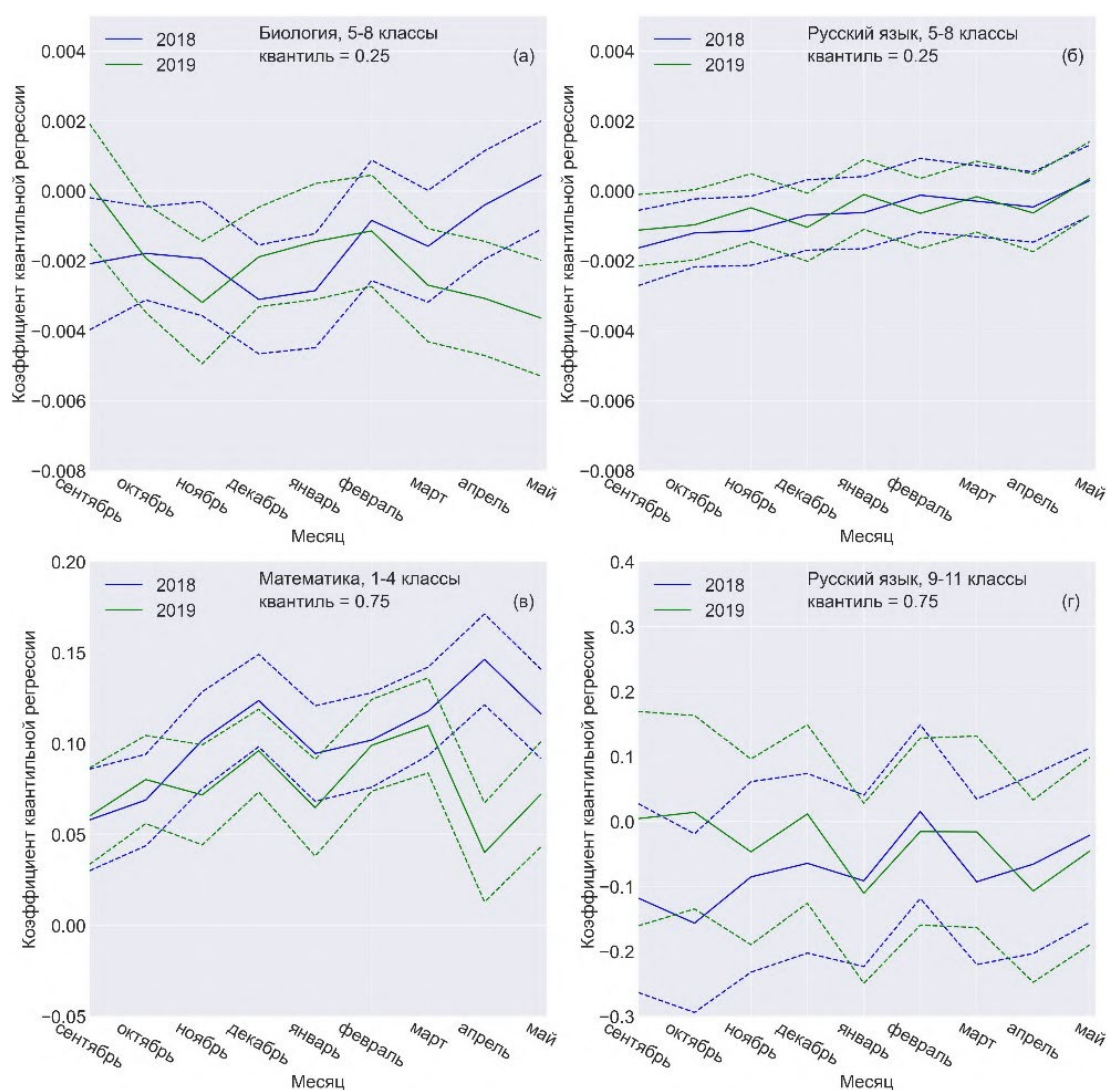 2018
2019
Биология, 5-8 классы
квантиль = 0.25
(а)
0.004
0.002
0.000
−0.002
−0.004
−0.006
−0.008
Коэффициент квантильной регрессии
сентябрь
октябрь
ноябрь
декабрь
январь
февраль
март
апрель
май
Месяц
2018
2019
Русский язык, 5-8 классы
квантиль = 0.25
(б)
0.004
0.002
0.000
−0.002
−0.004
−0.006
−0.008
Коэффициент квантильной регрессии
сентябрь
октябрь
ноябрь
декабрь
январь
февраль
март
апрель
май
Месяц
2018
2019
Математика, 1-4 классы
квантиль = 0.75
(в)
0.20
0.15
0.10
0.05
0.00
−0.05
Коэффициент квантильной регрессии
сентябрь
октябрь
ноябрь
декабрь
январь
февраль
март
апрель
май
Месяц
2018
2019
Русский язык, 9-11 классы
квантиль = 0.75
(г)
0.4
0.3
0.2
0.1
0.0
−0.1
−0.2
−0.3
Коэффициент квантильной регрессии
сентябрь
октябрь
ноябрь
декабрь
январь
февраль
март
апрель
май
Месяц